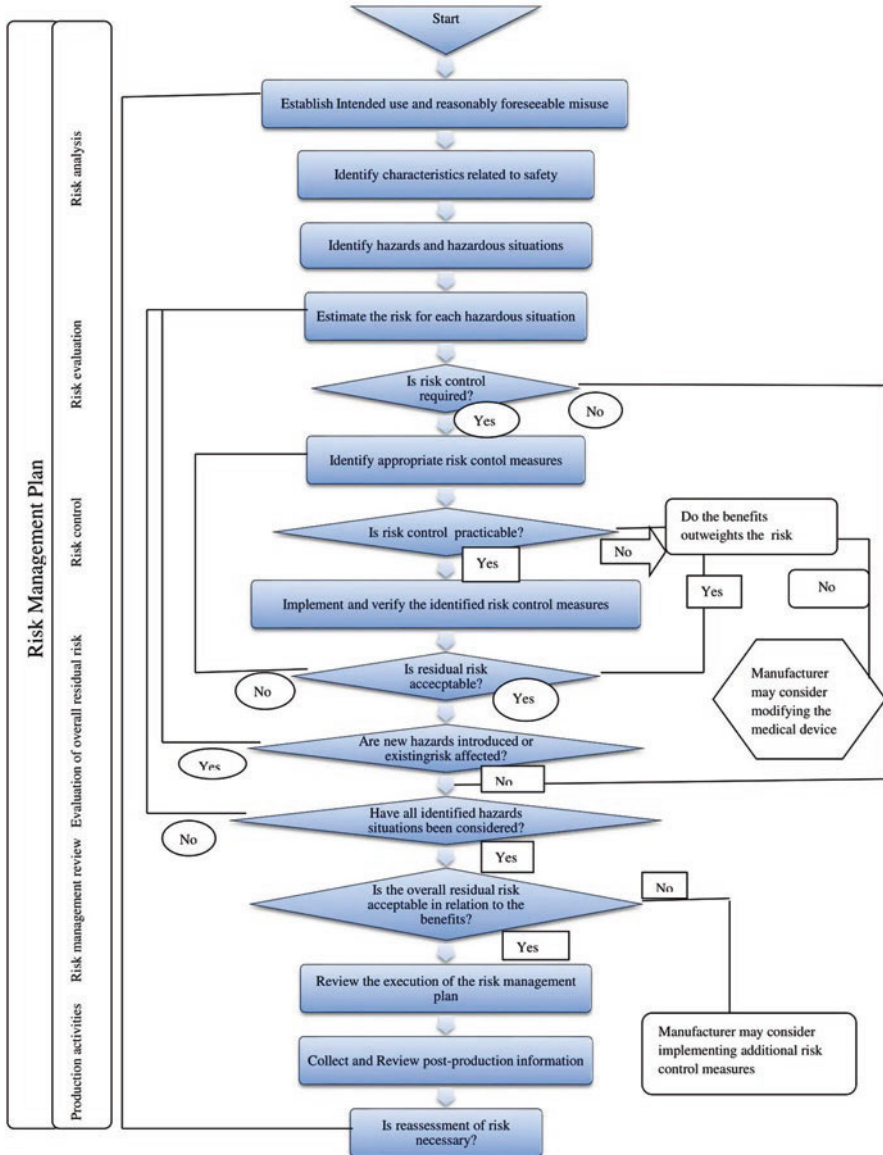 Start
Establish Intended use and reasonably foreseeable misuse
Identify characteristics related to safety
Identify hazards and hazardous situations
Estimate the risk for each hazardous situation
Is risk control
required?
Yes
No
Identify appropriate risk contol measures
Is risk control practicable?
Yes
No
Do the benefits
outweights the risk
Yes
No
Implement and verify the identified risk control measures
Is residual risk
accecptable?
No
Yes
Manufacturer
may consider
modifying the
medical device
Are new hazards introduced or
existingrisk affected?
Yes
No
Have all identified hazards
situations been considered?
No
Yes
Is the overall residual risk
acceptable in relation to the
benefits?
No
Yes
Review the execution of the risk management
plan
Manufacturer may consider
implementing additional risk
control measures
Collect and Review post-production information
Is reassessment of risk
necessary?
Risk Management Plan
Risk analysis
Risk evaluation
Risk control
Evaluation of overall residual risk
Risk management review
Production activities